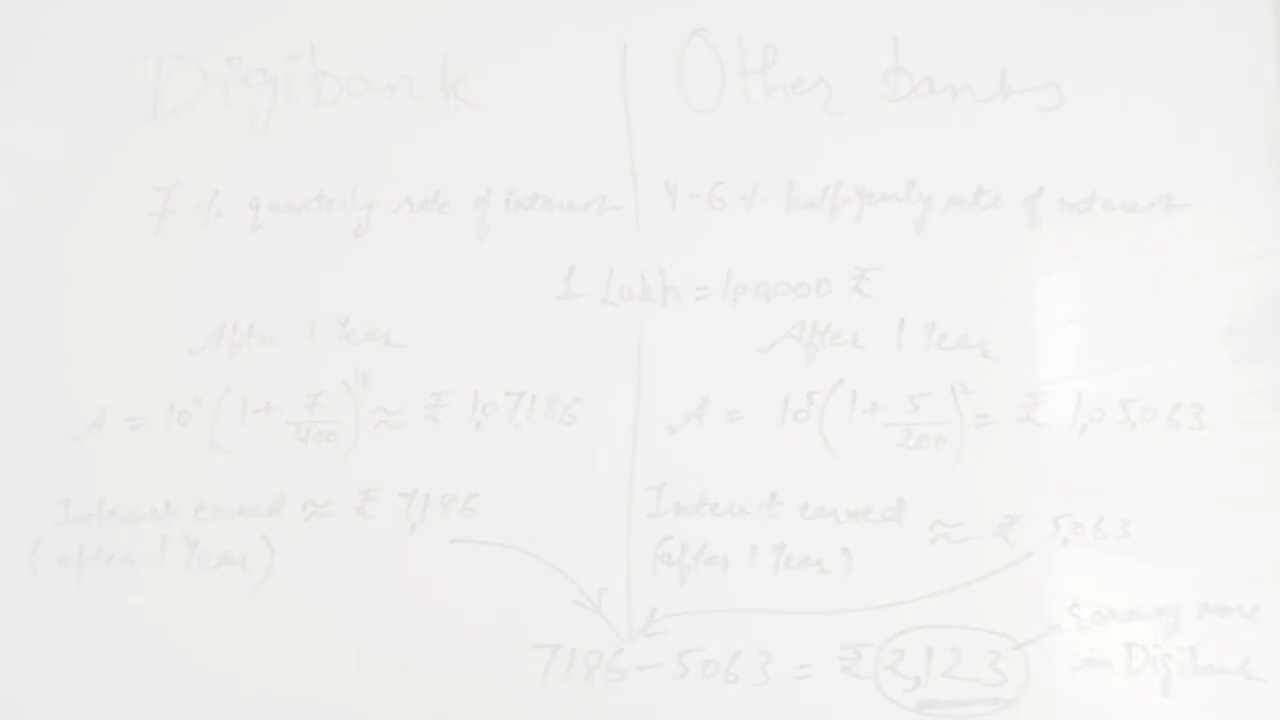 Digibank
7 % quarterly rate of interest
Other banks
4-6 % half-yearly rate of interest
1 Lakh = 1,00000 ₹
After 1 Year
A = 10⁵ (1 + 7/400)⁴ ≈ ₹ 1,07,186
Interest earned ≈ ₹ 7,186
(after 1 Year)
After 1 Year
A = 10⁵ (1 + 5/200)² = ₹ 1,05,063
Interest earned ≈ ₹ 5,063
(after 1 Year)
7186 - 5063 = ₹ 2,123
more
in Digibank